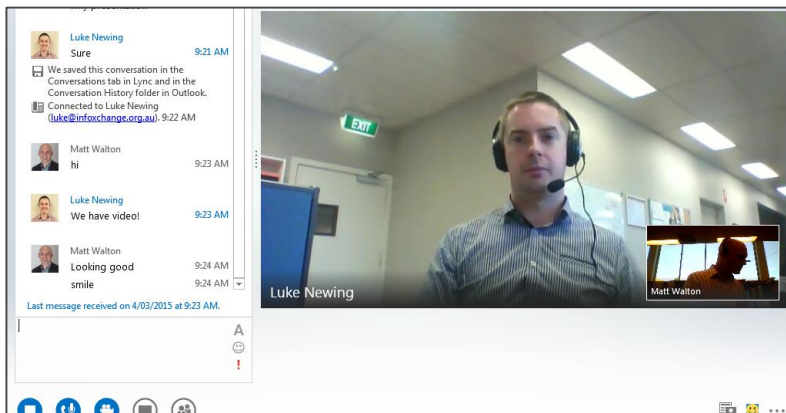 Luke Newing
Sure 9:21 AM
We saved this conversation in the
Conversations tab in Lync and in the
Conversation History folder in Outlook.
Connected to Luke Newing
(luke@infoxchange.org.au). 9:22 AM
Matt Walton
hi 9:23 AM
Luke Newing
We have video! 9:23 AM
Matt Walton
Looking good 9:24 AM
smile 9:24 AM
Last message received on 4/03/2015 at 9:23 AM.
A
!
EXIT
Luke Newing
Matt Walton